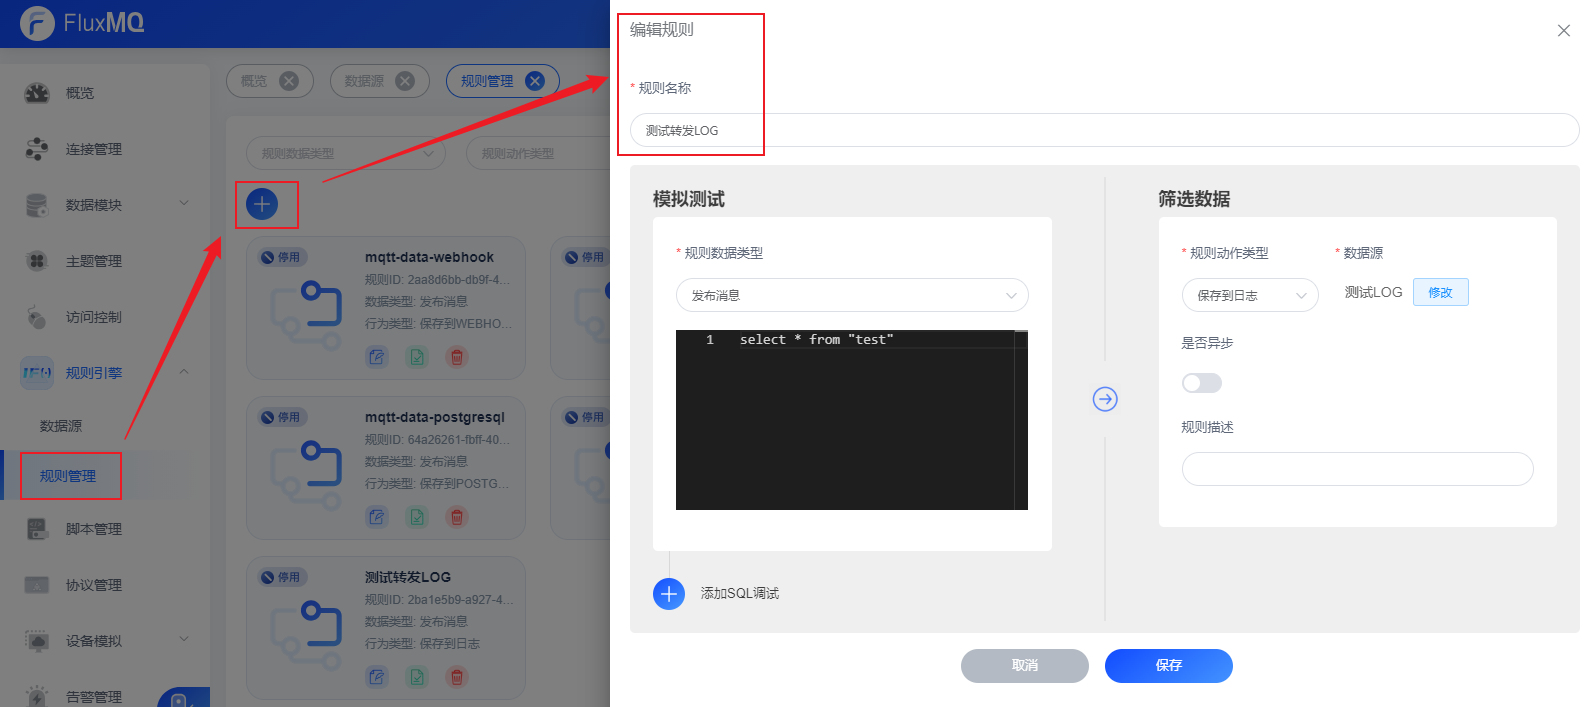 FluxMQ
概览
连接管理
数据模块
主题管理
访问控制
规则引擎
数据源
规则管理
脚本管理
协议管理
设备模拟
告警管理
概览
数据源
规则管理
规则数据类型
规则动作类型
停用
mqtt-data-webhook
规则ID: 2aa8d6bb-db9f-4...
数据类型: 发布消息
行为类型: 保存到WEBHO...
停用
停用
mqtt-data-postgresql
规则ID: 64a26261-fbff-40...
数据类型: 发布消息
行为类型: 保存到POSTG...
停用
停用
测试转发LOG
规则ID: 2ba1e5b9-a927-4...
数据类型: 发布消息
行为类型: 保存到日志
编辑规则
* 规则名称
测试转发LOG
模拟测试
* 规则数据类型
发布消息
1 select * from "test"
添加SQL调试
筛选数据
* 规则动作类型
* 数据源
保存到日志
测试LOG
修改
是否异步
规则描述
取消
保存